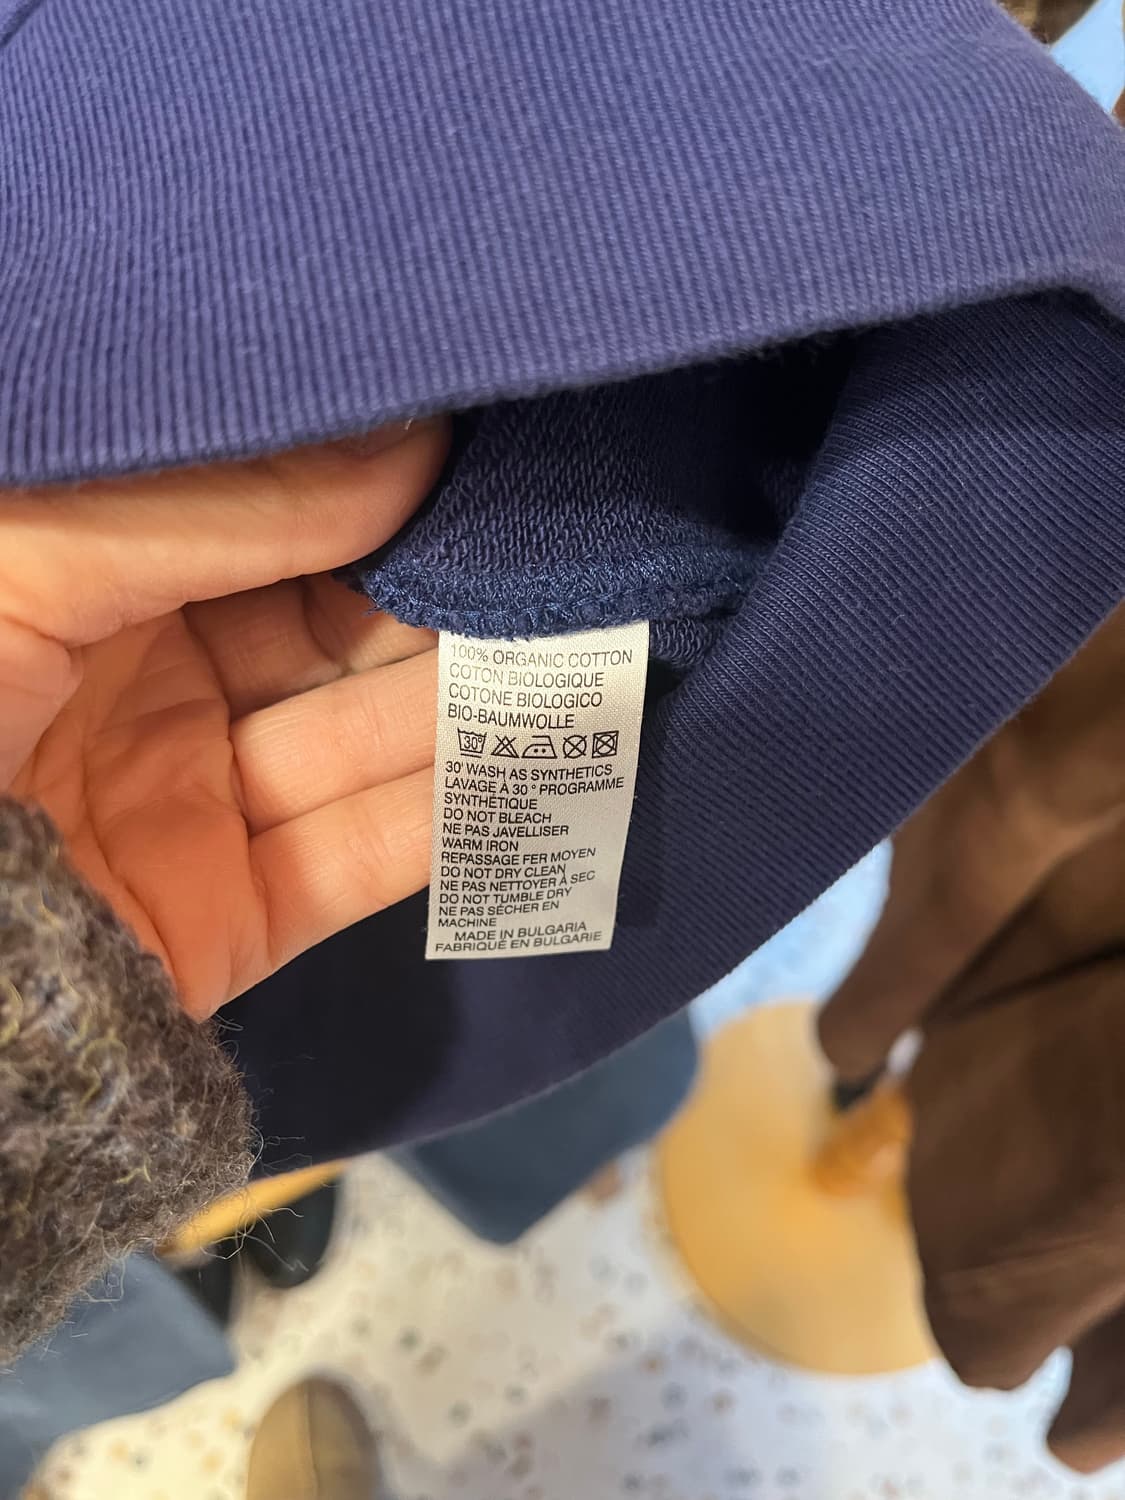 100% ORGANIC COTTON
COTON BIOLOGIQUE
COTONE BIOLOGICO
BIO-BAUMWOLLE
30°
30° WASH AS SYNTHETICS
LAVAGE À 30 ° PROGRAMME
SYNTHÉTIQUE
DO NOT BLEACH
NE PAS JAVELLISER
WARM IRON
REPASSAGE FER MOYEN
DO NOT DRY CLEAN
NE PAS NETTOYER À SEC
DO NOT TUMBLE DRY
NE PAS SÉCHER EN
MACHINE
MADE IN BULGARIA
FABRIQUÉ EN BULGARIE